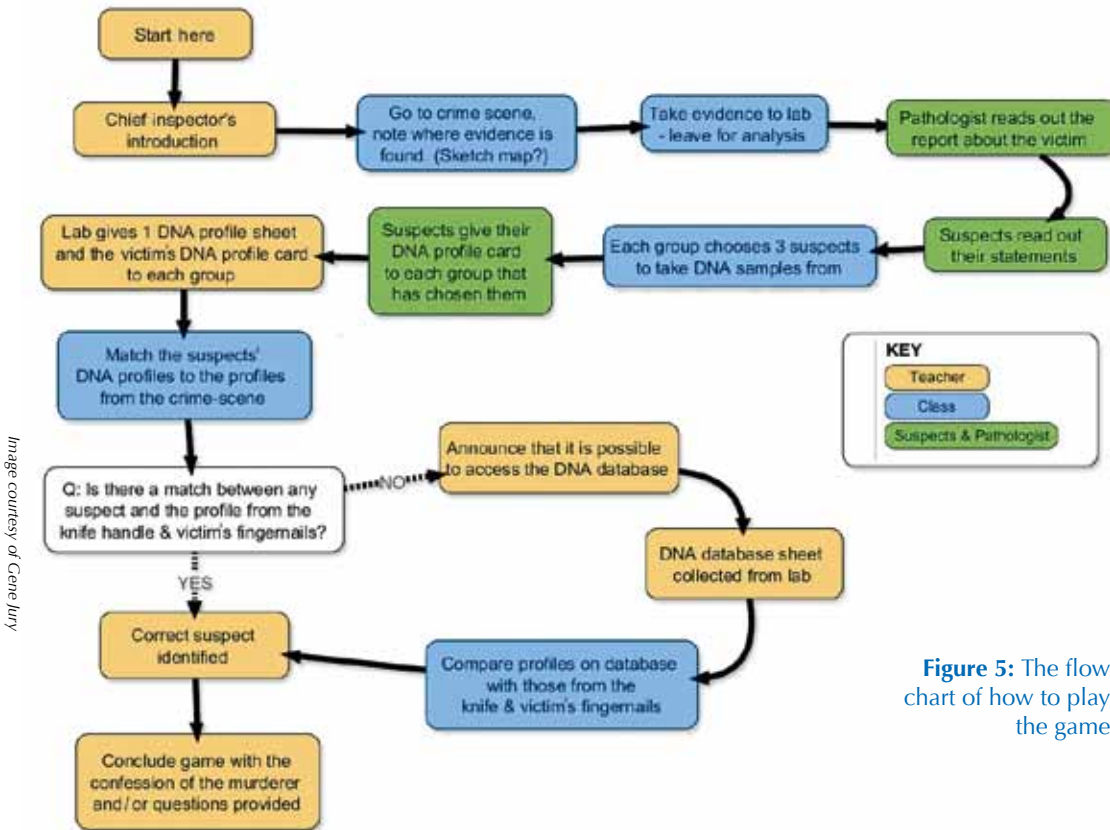 Start here
Chief inspector's
introduction
Go to crime scene,
note where evidence is
found. (Sketch map?)
Take evidence to lab
- leave for analysis
Pathologist reads out the
report about the victim
Suspects read out
their statements
Each group chooses 3 suspects
to take DNA samples from
Suspects give their
DNA profile card
to each group that
has chosen them
Lab gives 1 DNA profile sheet
and the victim's DNA profile card
to each group
Match the suspects'
DNA profiles to the profiles
from the crime-scene
Q: Is there a match between any
suspect and the profile from the
knife handle & victim's fingernails?
NO
Announce that it is possible
to access the DNA database
DNA database sheet
collected from lab
Compare profiles on database
with those from the
knife & victim's fingernails
YES
Correct suspect
identified
Conclude game with the
confession of the murderer
and/or questions provided
KEY
Teacher
Class
Suspects & Pathologist
Image courtesy of Gene Jury
Figure 5: The flow
chart of how to play
the game